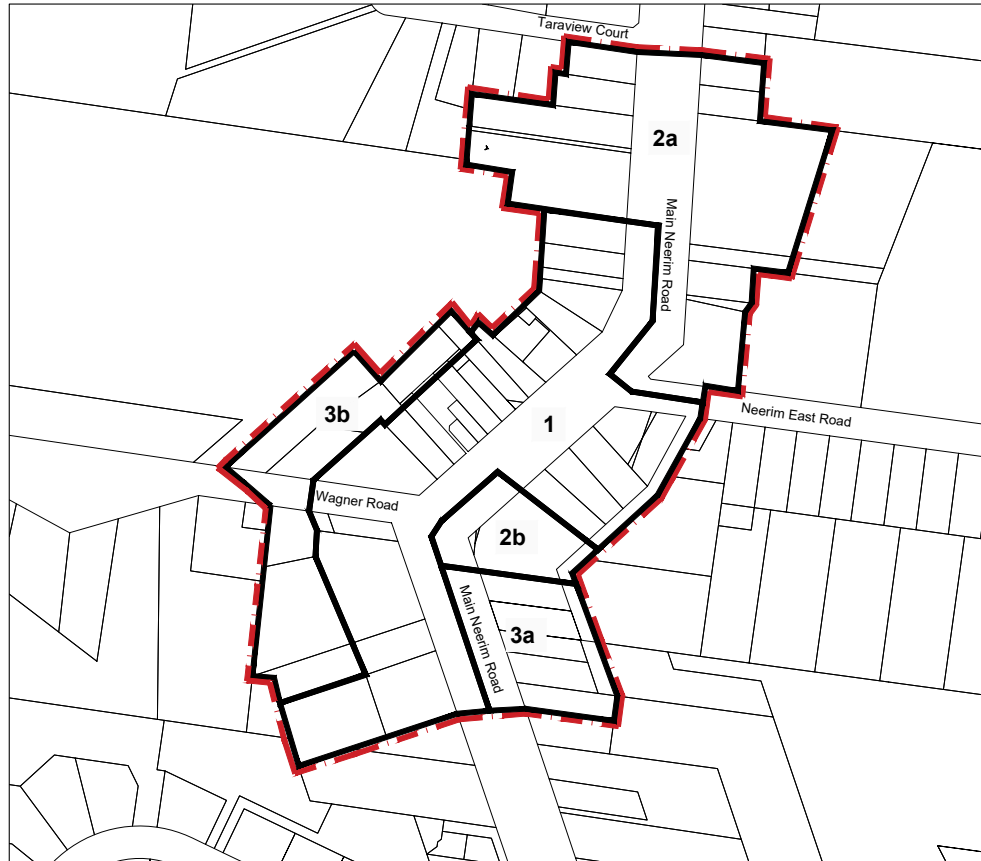 Taraview Court
2a
Main Neerim Road
3b
1
Neerim East Road
Wagner Road
2b
Main Neerim Road
3a